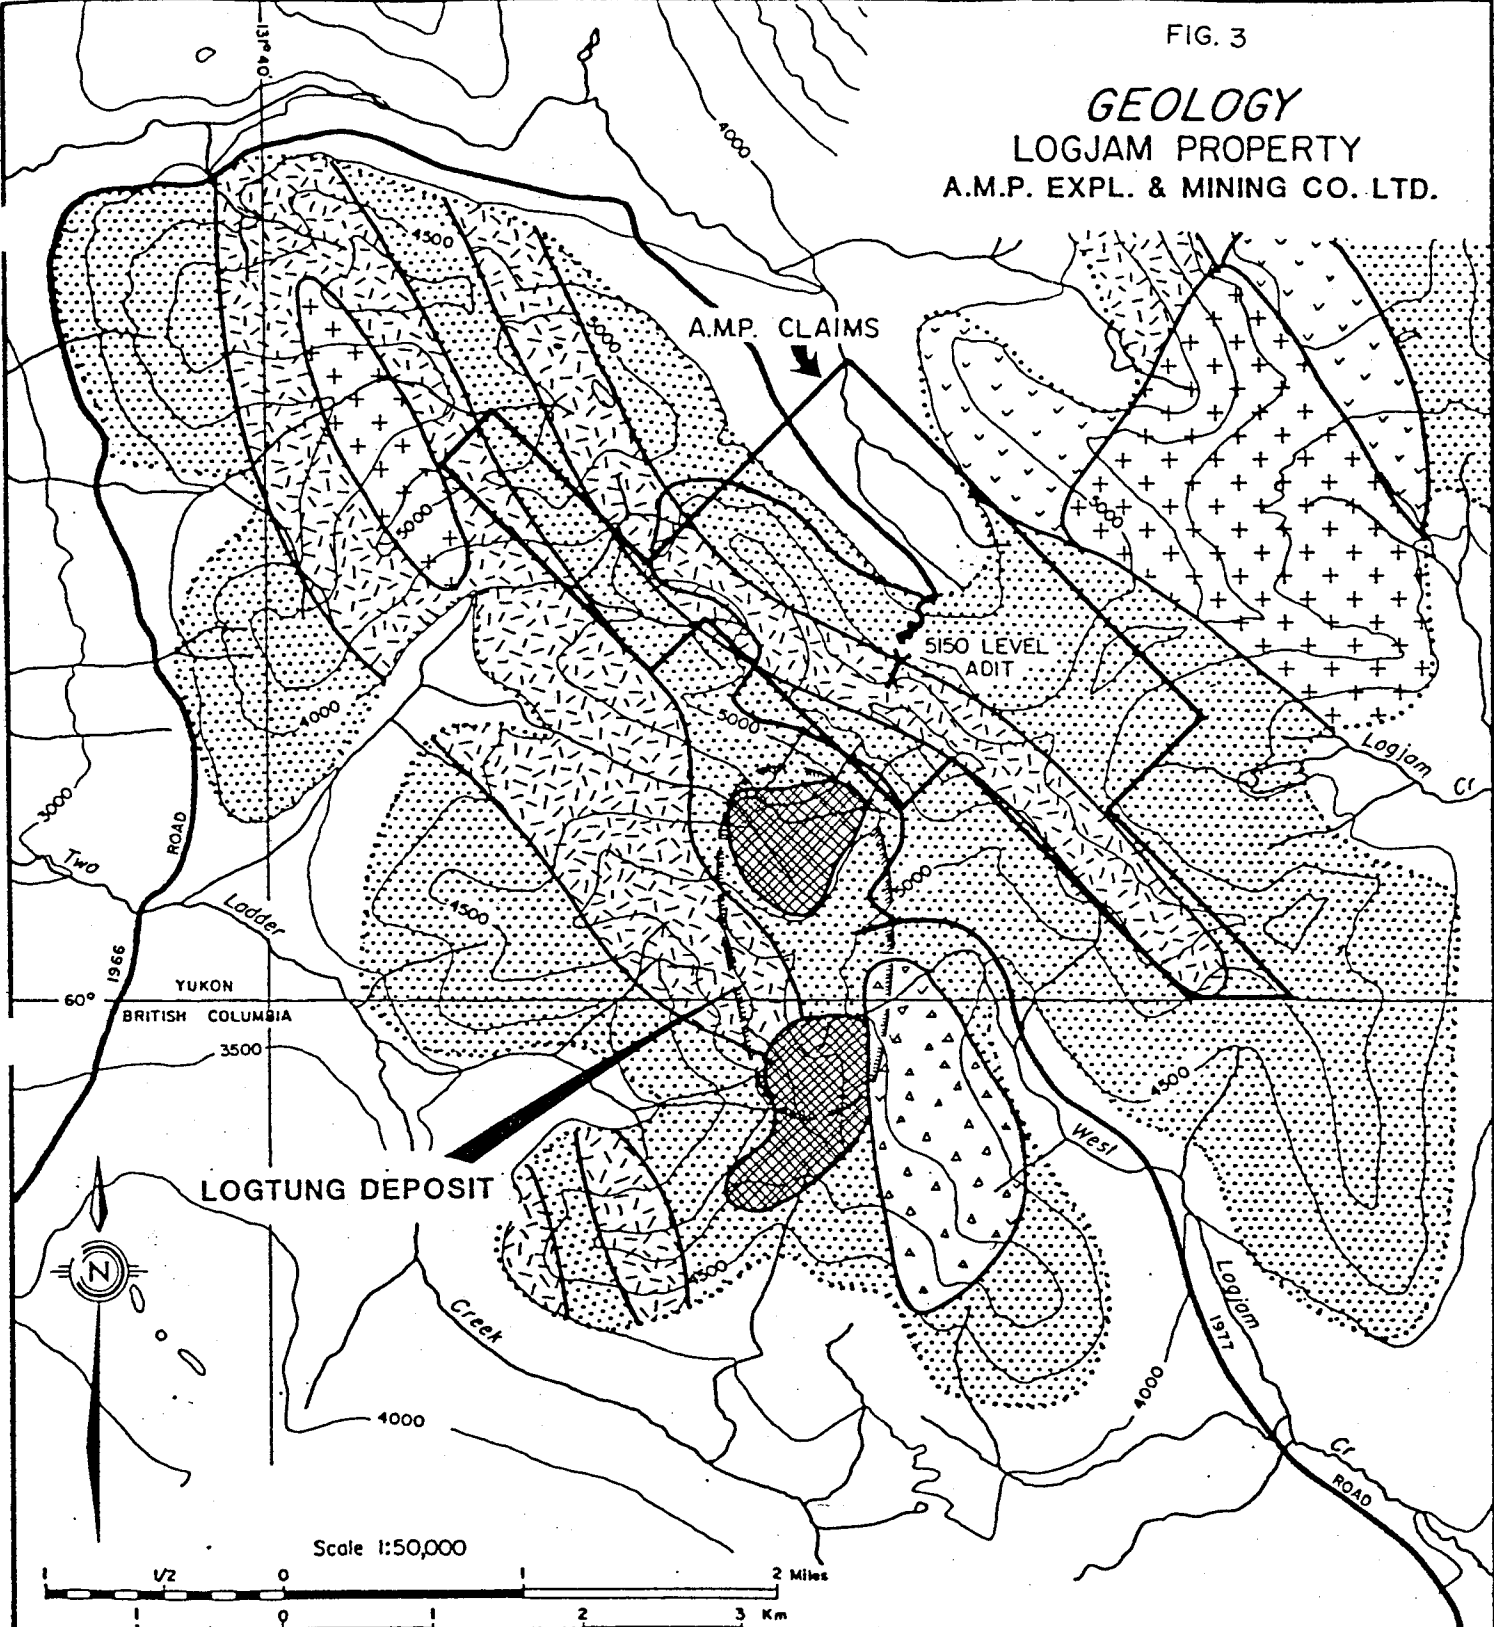 FIG. 3
GEOLOGY
LOGJAM PROPERTY
A.M.P. EXPL. & MINING CO. LTD.
131° 40'
4000
4500
5000
A.M.P. CLAIMS
5000
5000
5150 LEVEL
ADIT
4000
5000
Logjam
Cr
3000
ROAD
Two
Ladder
4500
5000
1966
60°
YUKON
BRITISH COLUMBIA
3500
4500
West
LOGTUNG DEPOSIT
N
4500
Creek
Logjam
1977
4000
4000
Cr
ROAD
Scale 1:50,000
1 1/2 0 1 2 Miles
1 0 1 2 3 Km